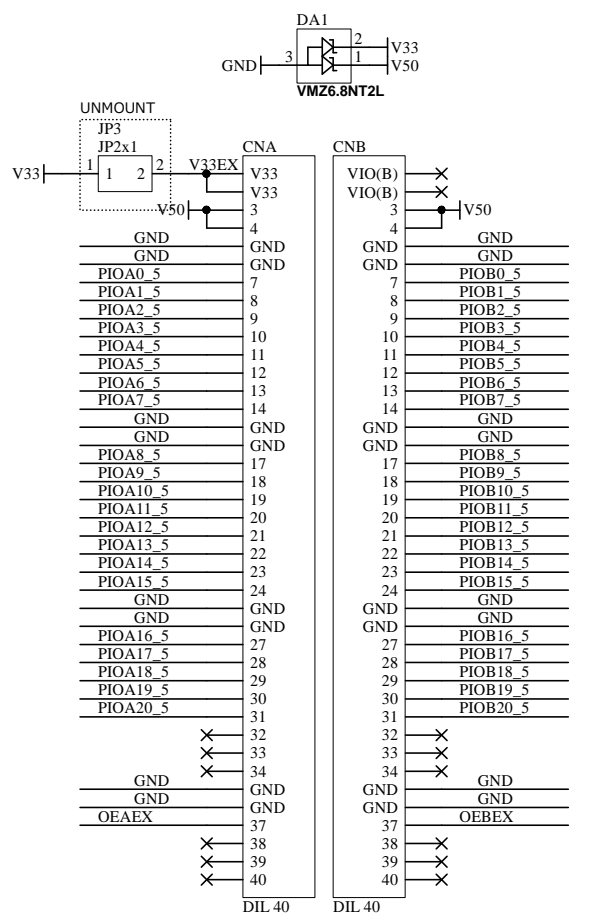 DA1
2 V33
GND 3 1 V50
VMZ6.8NT2L
UNMOUNT
JP3
JP2x1
CNA CNB
V33 1 1 2 2 V33EX V33 VIO(B)
V33 VIO(B)
V50 3 3 V50
4 4
GND GND GND GND
GND GND GND GND
PIOA0_5 7 7 PIOB0_5
PIOA1_5 8 8 PIOB1_5
PIOA2_5 9 9 PIOB2_5
PIOA3_5 10 10 PIOB3_5
PIOA4_5 11 11 PIOB4_5
PIOA5_5 12 12 PIOB5_5
PIOA6_5 13 13 PIOB6_5
PIOA7_5 14 14 PIOB7_5
GND GND GND GND
GND GND GND GND
PIOA8_5 17 17 PIOB8_5
PIOA9_5 18 18 PIOB9_5
PIOA10_5 19 19 PIOB10_5
PIOA11_5 20 20 PIOB11_5
PIOA12_5 21 21 PIOB12_5
PIOA13_5 22 22 PIOB13_5
PIOA14_5 23 23 PIOB14_5
PIOA15_5 24 24 PIOB15_5
GND GND GND GND
GND GND GND GND
PIOA16_5 27 27 PIOB16_5
PIOA17_5 28 28 PIOB17_5
PIOA18_5 29 29 PIOB18_5
PIOA19_5 30 30 PIOB19_5
PIOA20_5 31 31 PIOB20_5
32 32
33 33
34 34
GND GND GND GND
GND GND GND GND
OEAEX 37 37 OEBEX
38 38
39 39
40 40
DIL 40 DIL 40